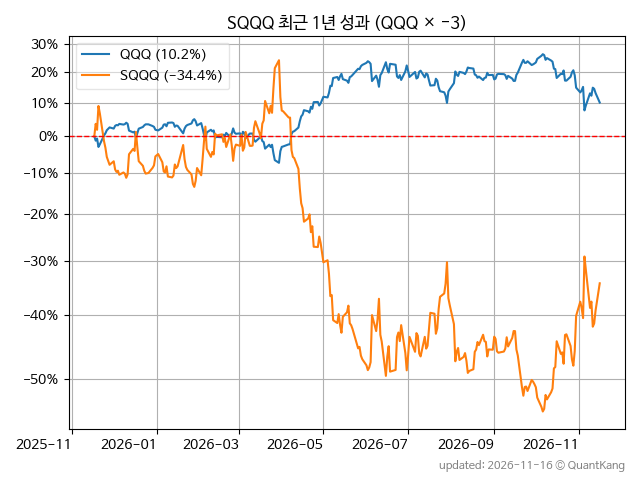 SQQQ 최근 1년 성과 (QQQ × −3)
QQQ (10.2%)
SQQQ (−34.4%)
30%
20%
10%
0%
−10%
−20%
−30%
−40%
−50%
2025-11 2026-01 2026-03 2026-05 2026-07 2026-09 2026-11
updated: 2026-11-16 © QuantKang